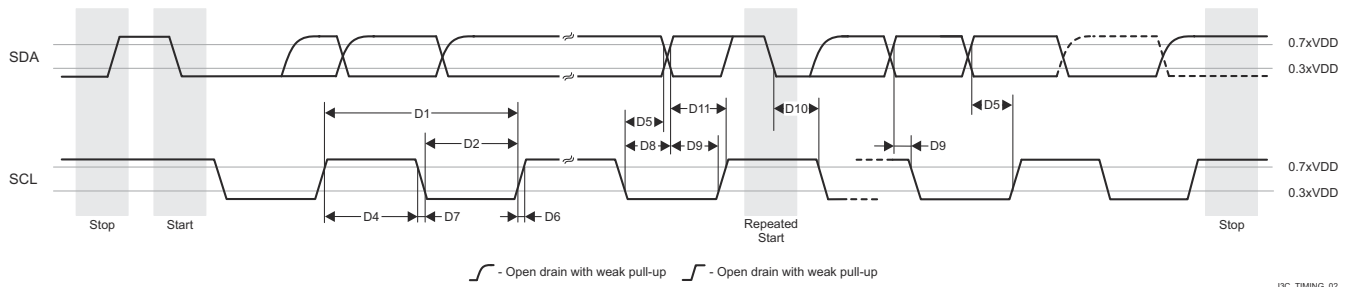 SDA
0.7xVDD
0.3xVDD
D1
D2
D5
D11
D10
D5
D8
D9
D9
SCL
0.7xVDD
0.3xVDD
D4
D7
D6
Stop
Start
Repeated
Start
Stop
- Open drain with weak pull-up
- Open drain with weak pull-up
I3C_TIMING_02